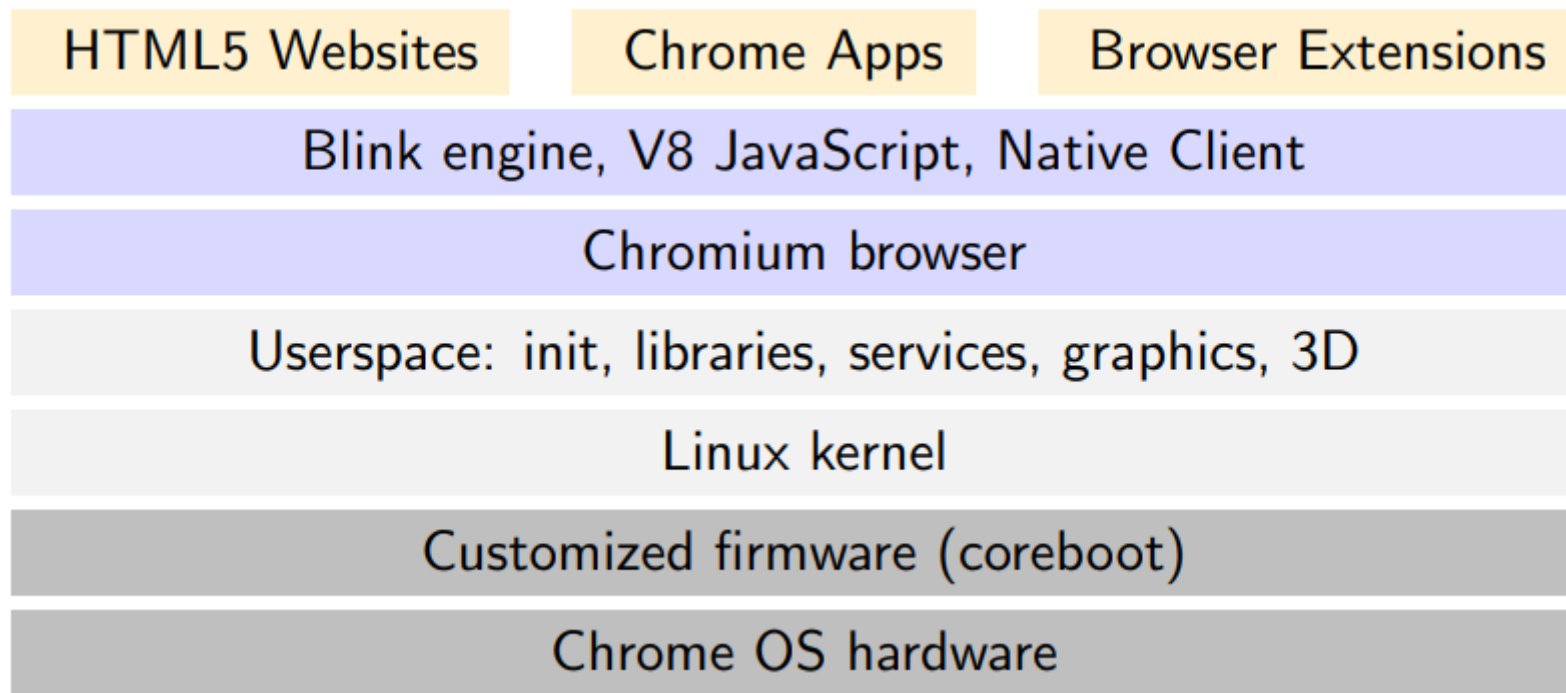 HTML5 Websites Chrome Apps Browser Extensions
Blink engine, V8 JavaScript, Native Client
Chromium browser
Userspace: init, libraries, services, graphics, 3D
Linux kernel
Customized firmware (coreboot)
Chrome OS hardware